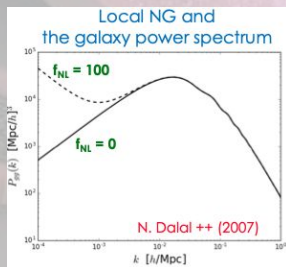 Local NG and
the galaxy power spectrum
10⁵
f_NL = 100
10⁴
P_gg(k) [Mpc/h]³
10³
f_NL = 0
10²
N. Dalal ++ (2007)
10¹
10⁻⁴ 10⁻³ 10⁻² 10⁻¹ 10⁰
k [h/Mpc]